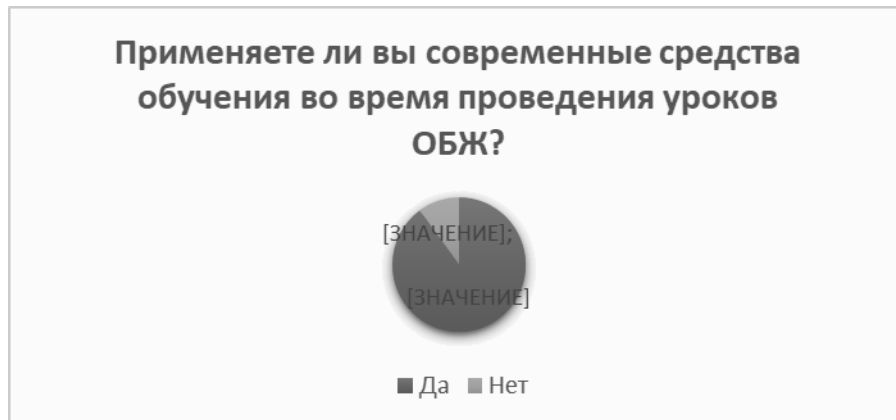 Применяете ли вы современные средства
обучения во время проведения уроков
ОБЖ?
[ЗНАЧЕНИЕ];
[ЗНАЧЕНИЕ]
Да Нет